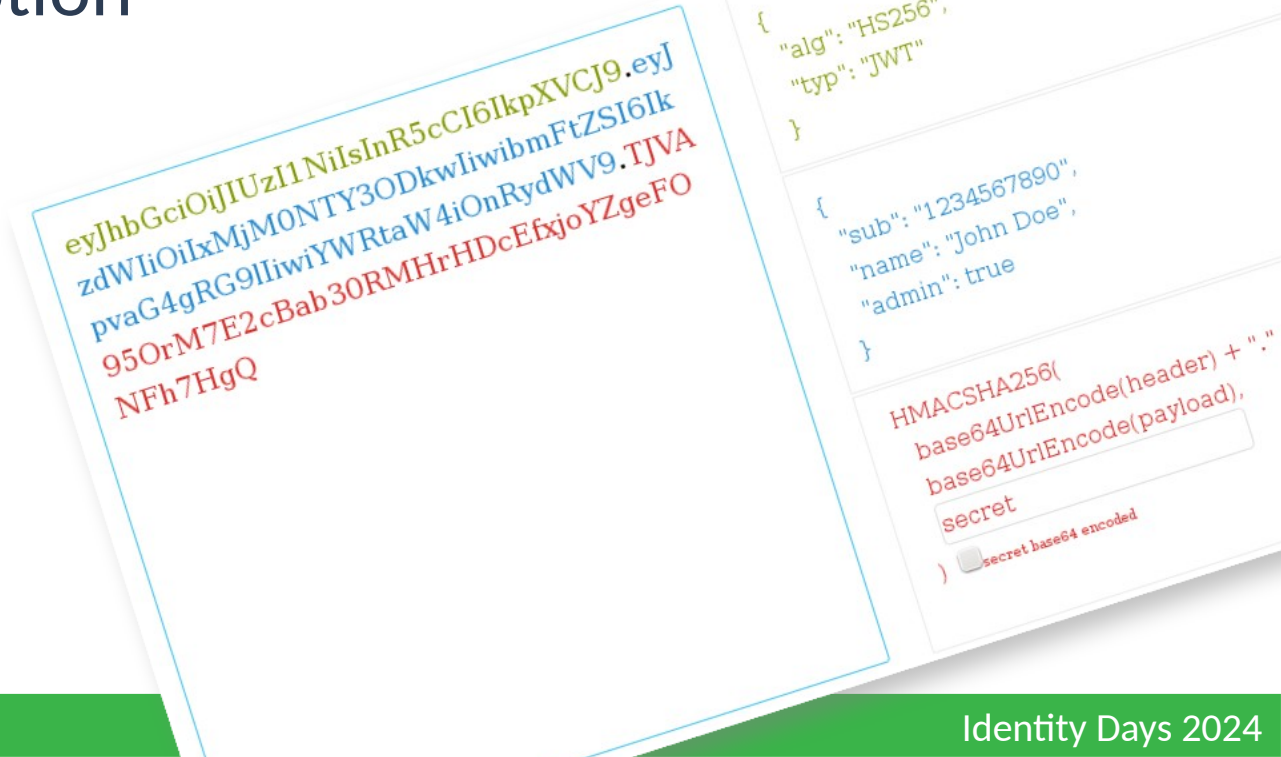 {
"alg": "HS256",
"typ": "JWT"
}
eyJhbGciOiJIUzI1NiIsInR5cCI6IkpXVCJ9.eyJ
zdWIiOiIxMjM0NTY3ODkwIiwibmFtZSI6Ik
pvaG4gRG9lIiwiYWRtaW4iOnRydWV9.TJVA
95OrM7E2cBab30RMHrHDcEfxjoYZgeFO
NFh7HgQ
{
"sub": "1234567890",
"name": "John Doe",
"admin": true
}
HMACSHA256(
base64UrlEncode(header) + "."
base64UrlEncode(payload),
secret
) secret base64 encoded
Identity Days 2024